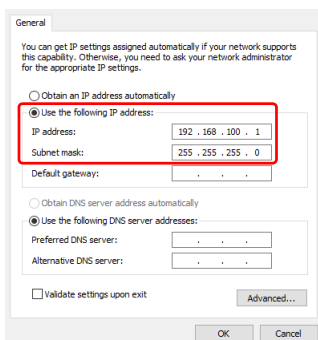 General
You can get IP settings assigned automatically if your network supports
this capability. Otherwise, you need to ask your network administrator
for the appropriate IP settings.
Obtain an IP address automatically
Use the following IP address:
IP address: 192 . 168 . 100 . 1
Subnet mask: 255 . 255 . 255 . 0
Default gateway: . . .
Obtain DNS server address automatically
Use the following DNS server addresses:
Preferred DNS server: . . .
Alternative DNS server: . . .
Validate settings upon exit
Advanced...
OK Cancel